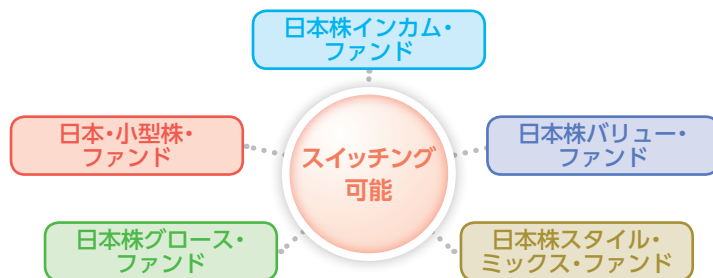 日本株インカム・
ファンド
日本・小型株・
ファンド
スイッチング
可能
日本株バリュー・
ファンド
日本株グロース・
ファンド
日本株スタイル・
ミックス・ファンド